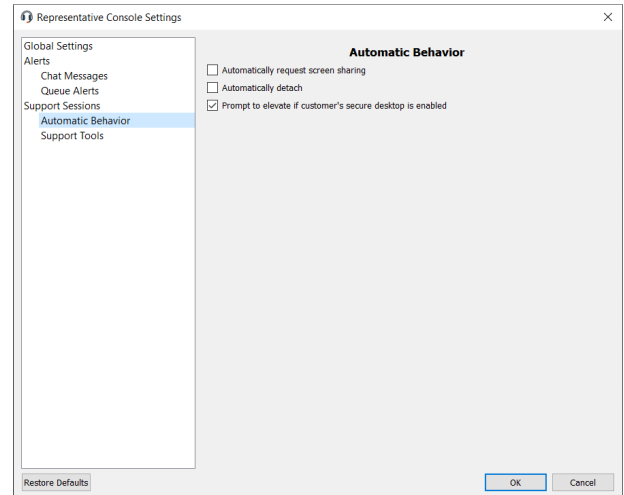 Representative Console Settings
Global Settings
Alerts
Chat Messages
Queue Alerts
Support Sessions
Automatic Behavior
Support Tools
Automatic Behavior
Automatically request screen sharing
Automatically detach
Prompt to elevate if customer's secure desktop is enabled
Restore Defaults
OK
Cancel